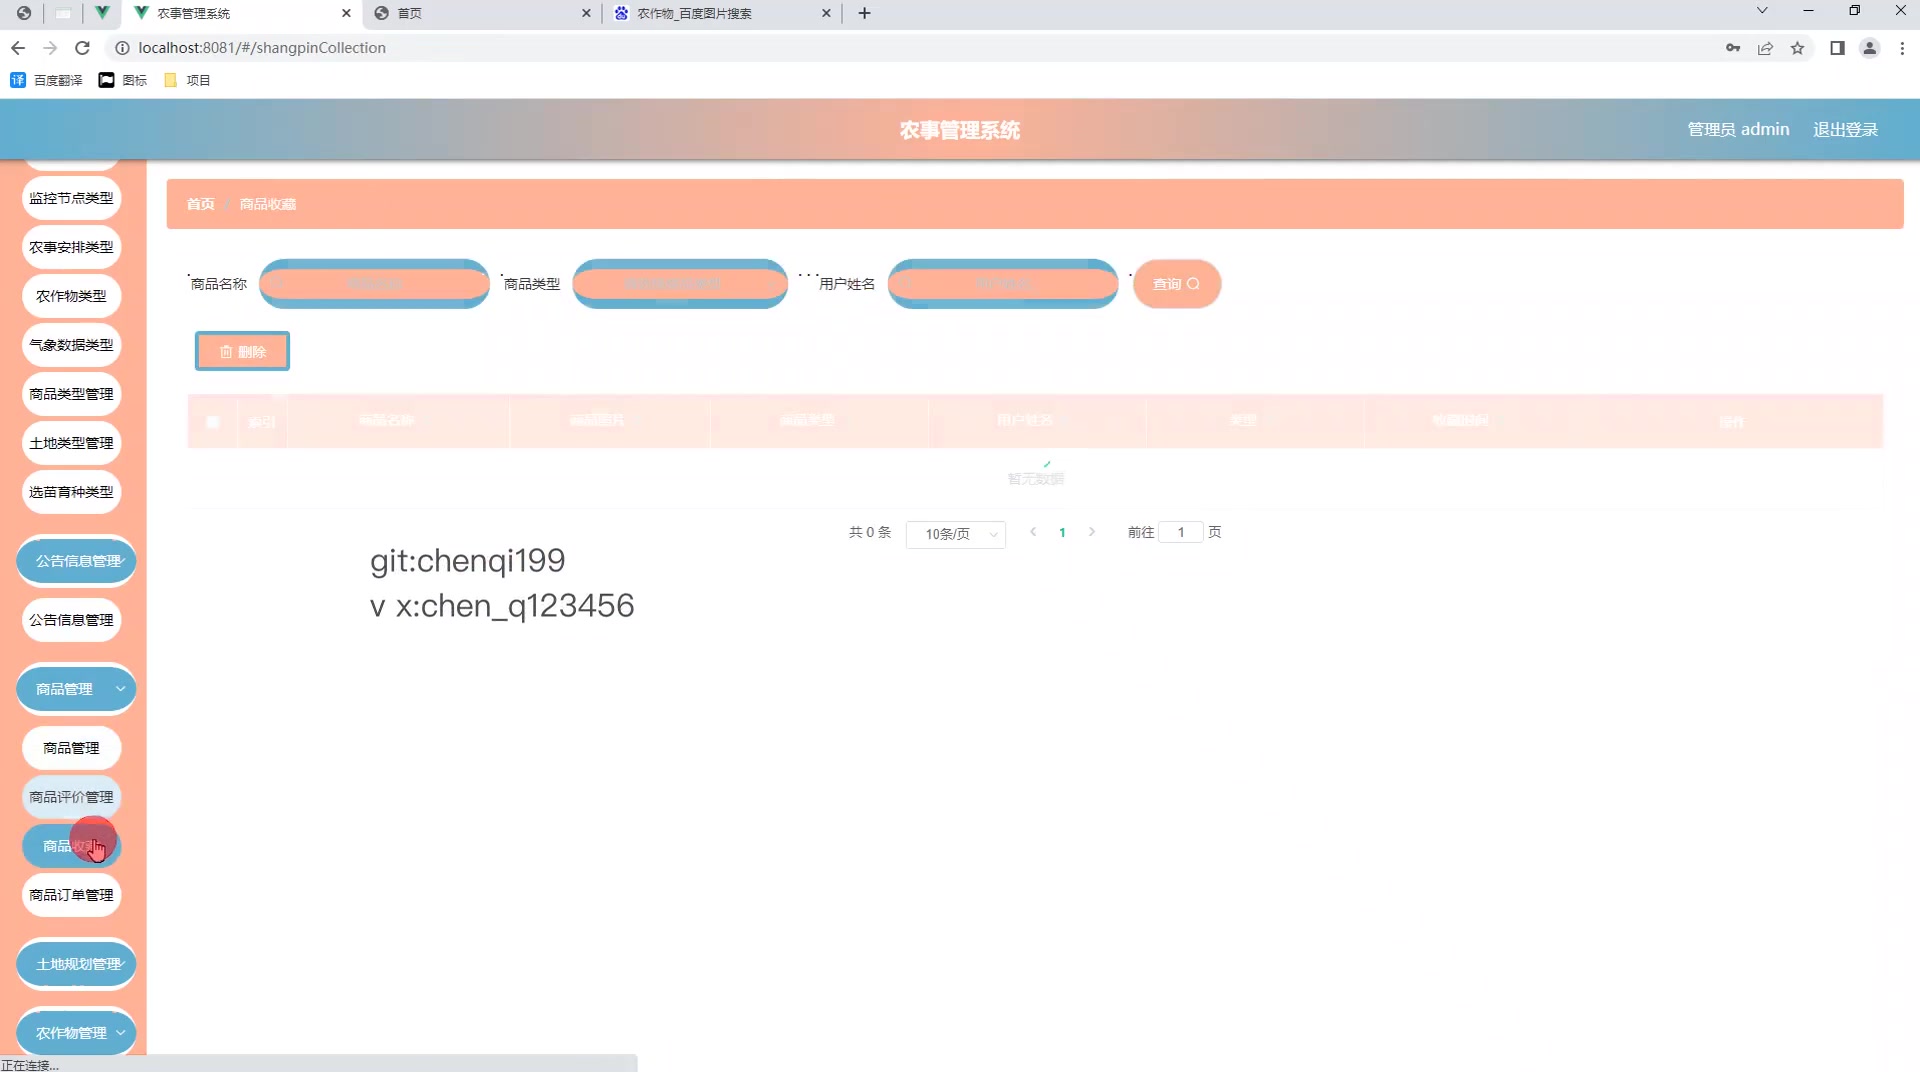 农事管理系统
首页
农作物_百度图片搜索
localhost:8081/#/shangpinCollection
百度翻译
图标
项目
农事管理系统
管理员 admin
退出登录
监控节点类型
农事安排类型
农作物类型
气象数据类型
商品类型管理
土地类型管理
选苗育种类型
公告信息管理
公告信息管理
商品管理
商品管理
商品评价管理
商品收
商品订单管理
土地规划管理
农作物管理
首页 / 商品收藏
商品名称
商品类型
用户姓名
查询
删除
索引
商品名称
商品图片
商品类型
用户姓名
类型
收藏时间
操作
暂无数据
共 0 条
10条/页
1
前往 1 页
git:chenqi199
v x:chen_q123456
正在连接...